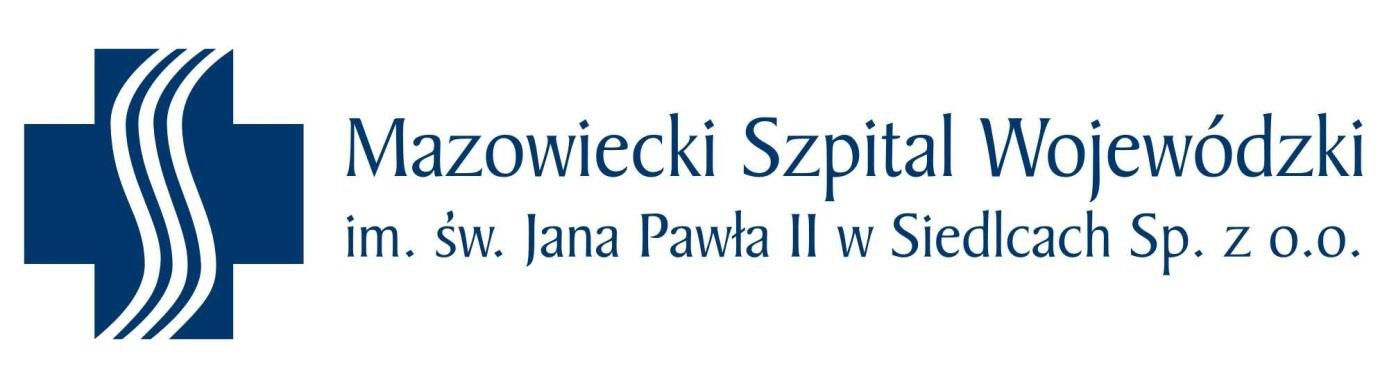 Mazowiecki Szpital Wojewódzki
im. św. Jana Pawła II w Siedlcach Sp. z o.o.